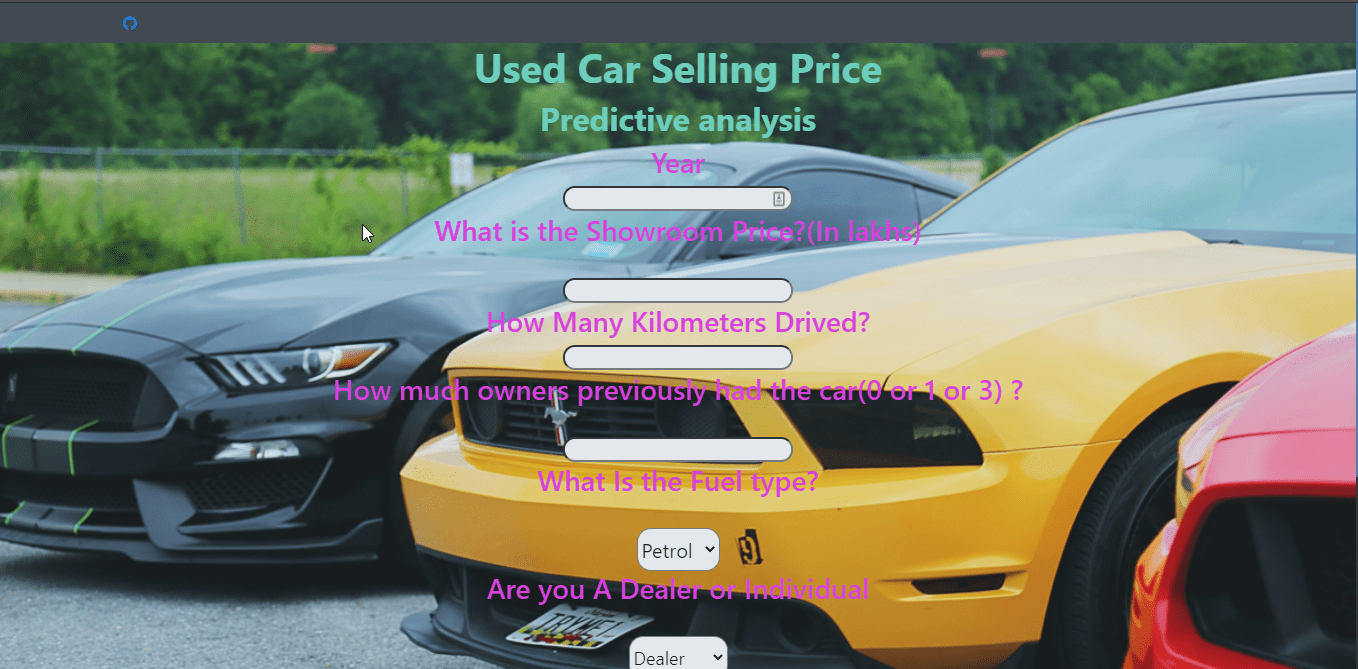 Used Car Selling Price
Predictive analysis
Year
What is the Showroom Price?(In lakhs)
How Many Kilometers Drived?
How much owners previously had the car(0 or 1 or 3) ?
What Is the Fuel type?
Petrol
9
Are you A Dealer or Individual
TRYME
Dealer